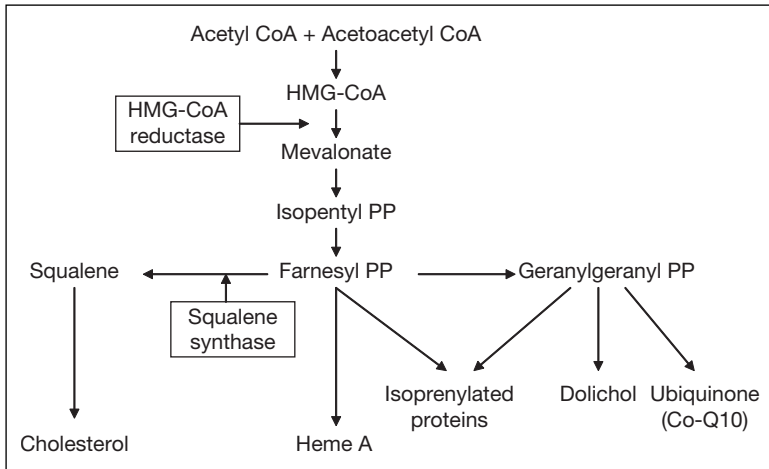 Acetyl CoA + Acetoacetyl CoA
HMG-CoA
HMG-CoA
reductase
Mevalonate
Isopentyl PP
Squalene
Farnesyl PP
Geranylgeranyl PP
Squalene
synthase
Isoprenylated
proteins
Dolichol
Ubiquinone
(Co-Q10)
Cholesterol
Heme A